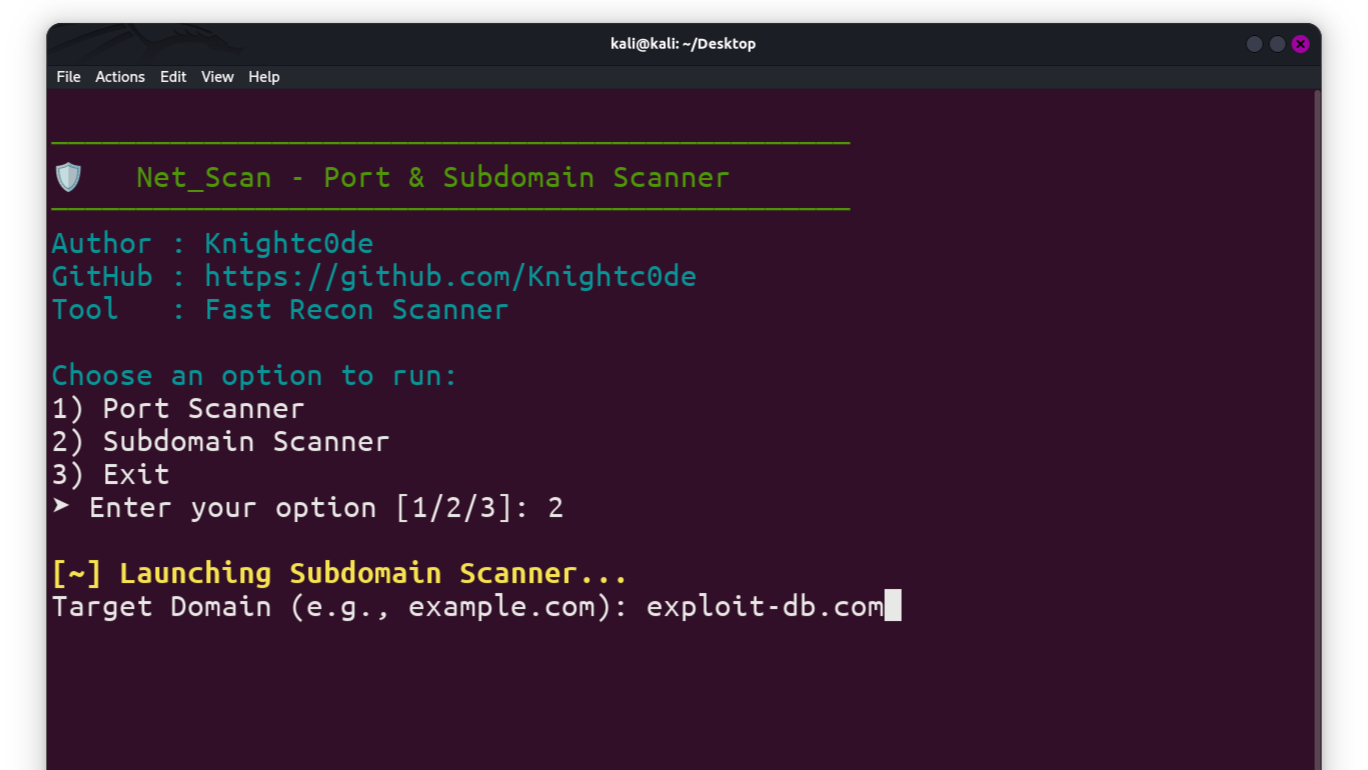 kali@kali: ~/Desktop
File Actions Edit View Help
Net_Scan - Port & Subdomain Scanner
Author : Knightc0de
GitHub : https://github.com/Knightc0de
Tool : Fast Recon Scanner
Choose an option to run:
1) Port Scanner
2) Subdomain Scanner
3) Exit
➤ Enter your option [1/2/3]: 2
[~] Launching Subdomain Scanner...
Target Domain (e.g., example.com): exploit-db.com